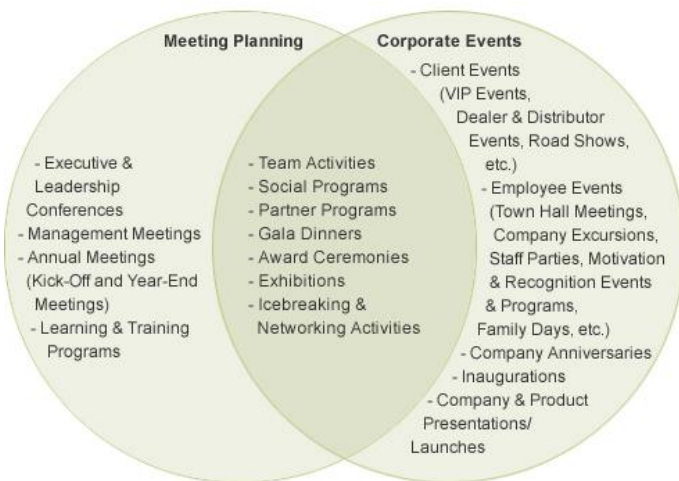 Meeting Planning
Corporate Events
- Executive &
Leadership
Conferences
- Management Meetings
- Annual Meetings
(Kick-Off and Year-End
Meetings)
- Learning & Training
Programs
- Team Activities
- Social Programs
- Partner Programs
- Gala Dinners
- Award Ceremonies
- Exhibitions
- Icebreaking &
Networking Activities
- Client Events
(VIP Events,
Dealer & Distributor
Events, Road Shows,
etc.)
- Employee Events
(Town Hall Meetings,
Company Excursions,
Staff Parties, Motivation
& Recognition Events
& Programs,
Family Days, etc.)
- Company Anniversaries
- Inaugurations
- Company & Product
Presentations/
Launches